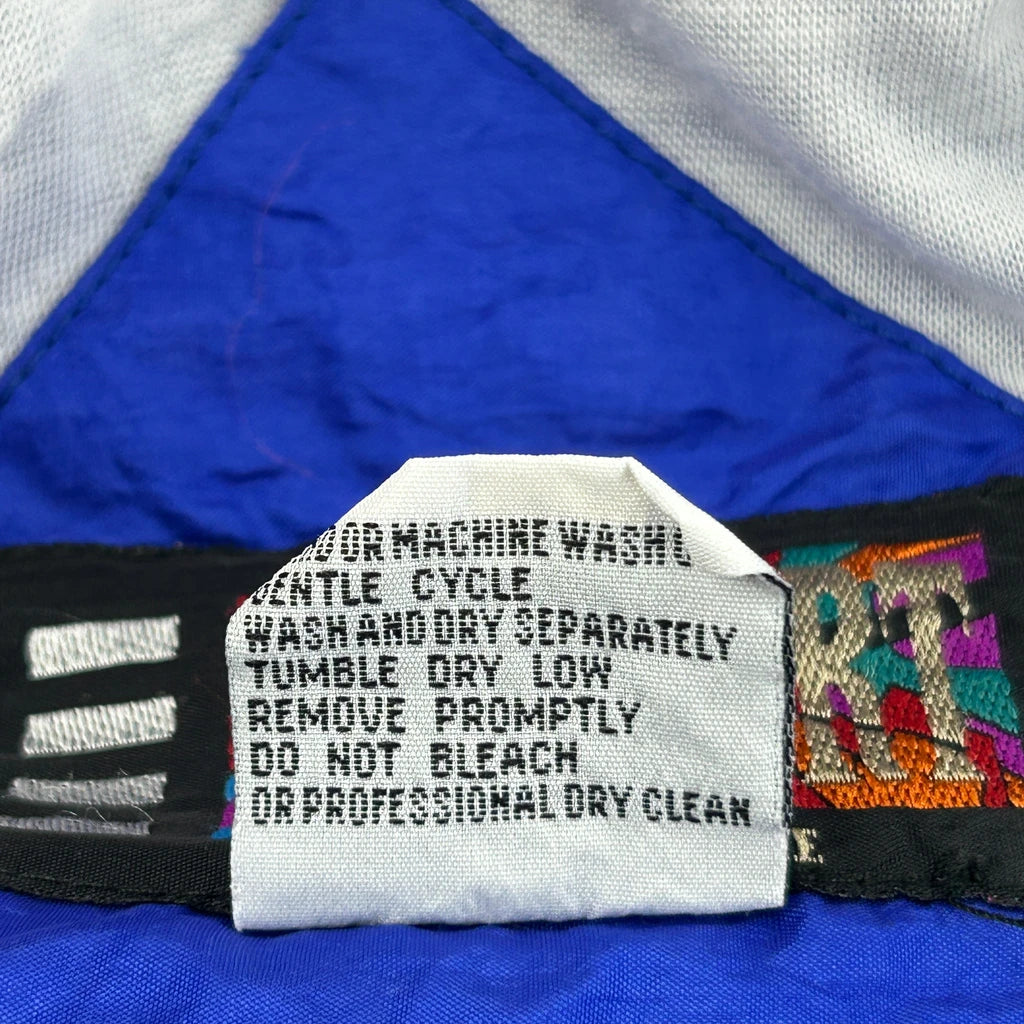 OR MACHINE WASH
GENTLE CYCLE
WASH AND DRY SEPARATELY
TUMBLE DRY LOW
REMOVE PROMPTLY
DO NOT BLEACH
OR PROFESSIONAL DRY CLEAN
RT
.E.